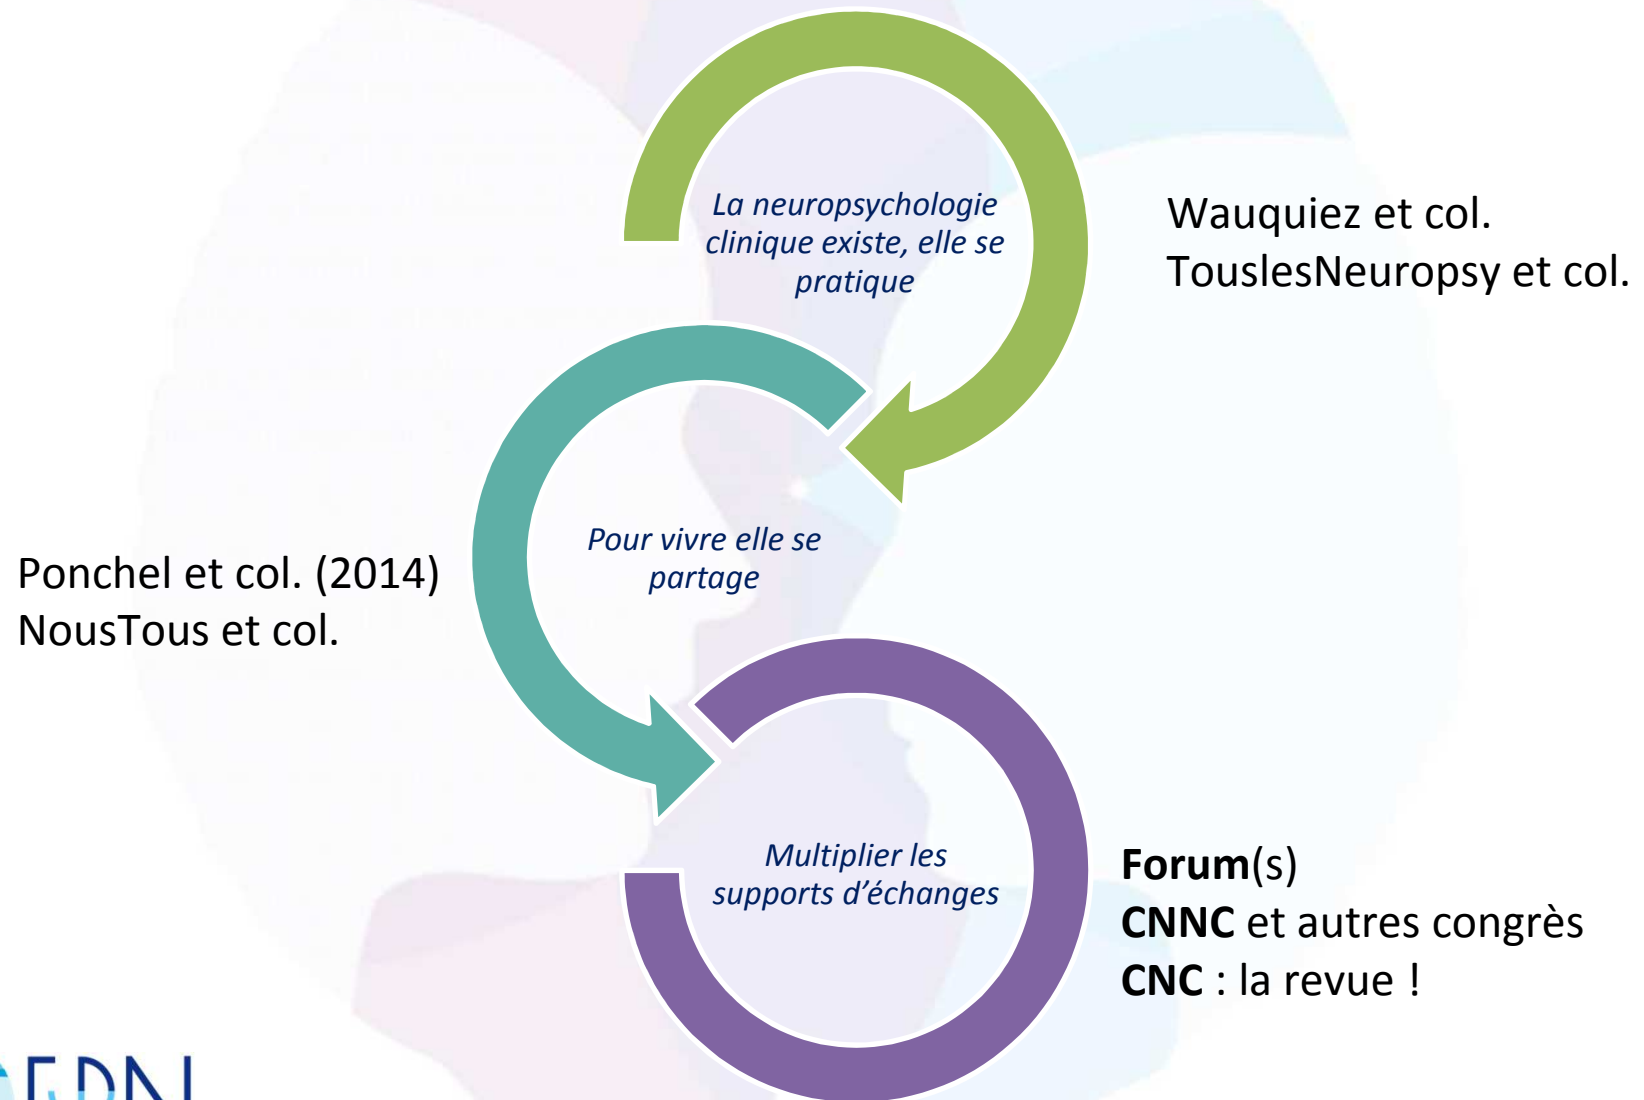 La neuropsychologie
clinique existe, elle se
pratique
Wauquiez et col.
TouslesNeuropsy et col.
Pour vivre elle se
partage
Ponchel et col. (2014)
NousTous et col.
Multiplier les
supports d’échanges
Forum(s)
CNNC et autres congrès
CNC : la revue !